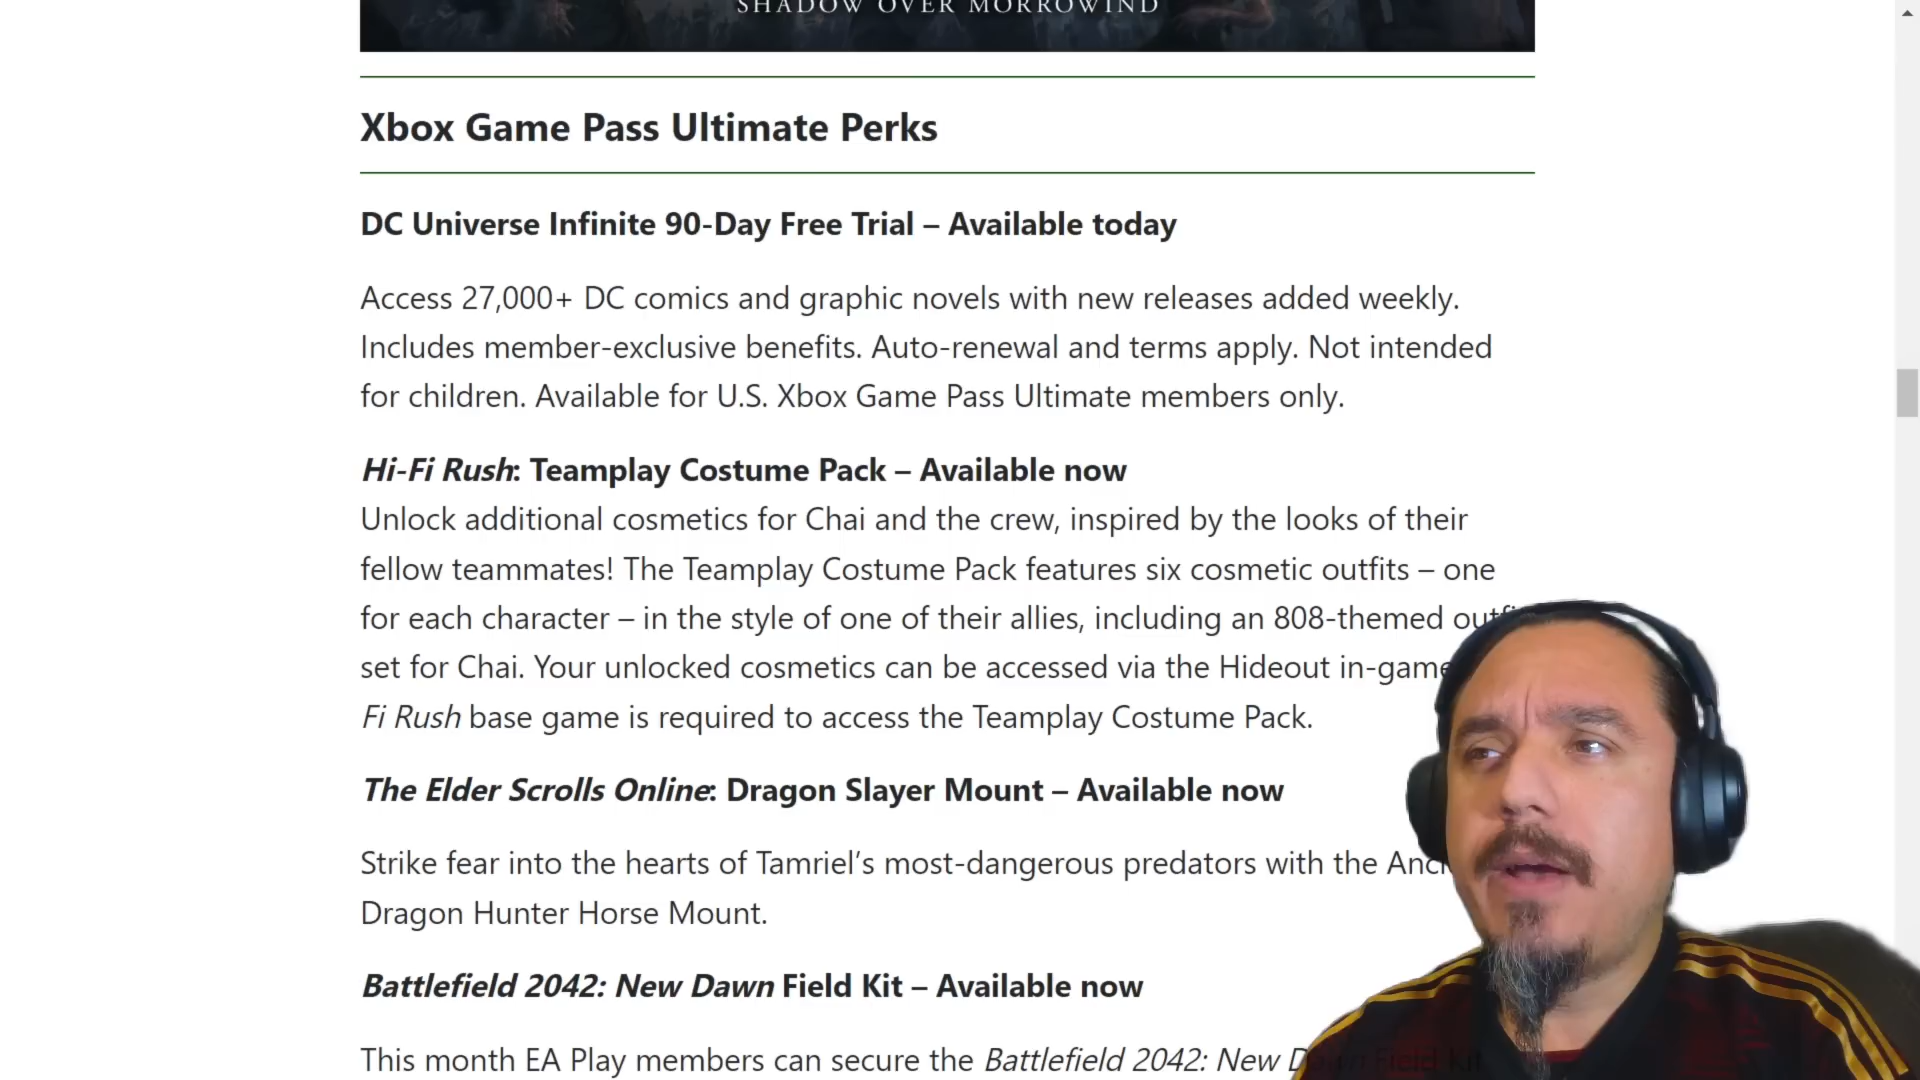 SHADOW OVER MORROWIND
Xbox Game Pass Ultimate Perks
DC Universe Infinite 90-Day Free Trial – Available today
Access 27,000+ DC comics and graphic novels with new releases added weekly.
Includes member-exclusive benefits. Auto-renewal and terms apply. Not intended
for children. Available for U.S. Xbox Game Pass Ultimate members only.
Hi-Fi Rush: Teamplay Costume Pack – Available now
Unlock additional cosmetics for Chai and the crew, inspired by the looks of their
fellow teammates! The Teamplay Costume Pack features six cosmetic outfits – one
for each character – in the style of one of their allies, including an 808-themed
set for Chai. Your unlocked cosmetics can be accessed via the Hideout in-game
Fi Rush base game is required to access the Teamplay Costume Pack.
The Elder Scrolls Online: Dragon Slayer Mount – Available now
Strike fear into the hearts of Tamriel’s most-dangerous predators with the
Dragon Hunter Horse Mount.
Battlefield 2042: New Dawn Field Kit – Available now
This month EA Play members can secure the Battlefield 2042: New Dawn Field Kit